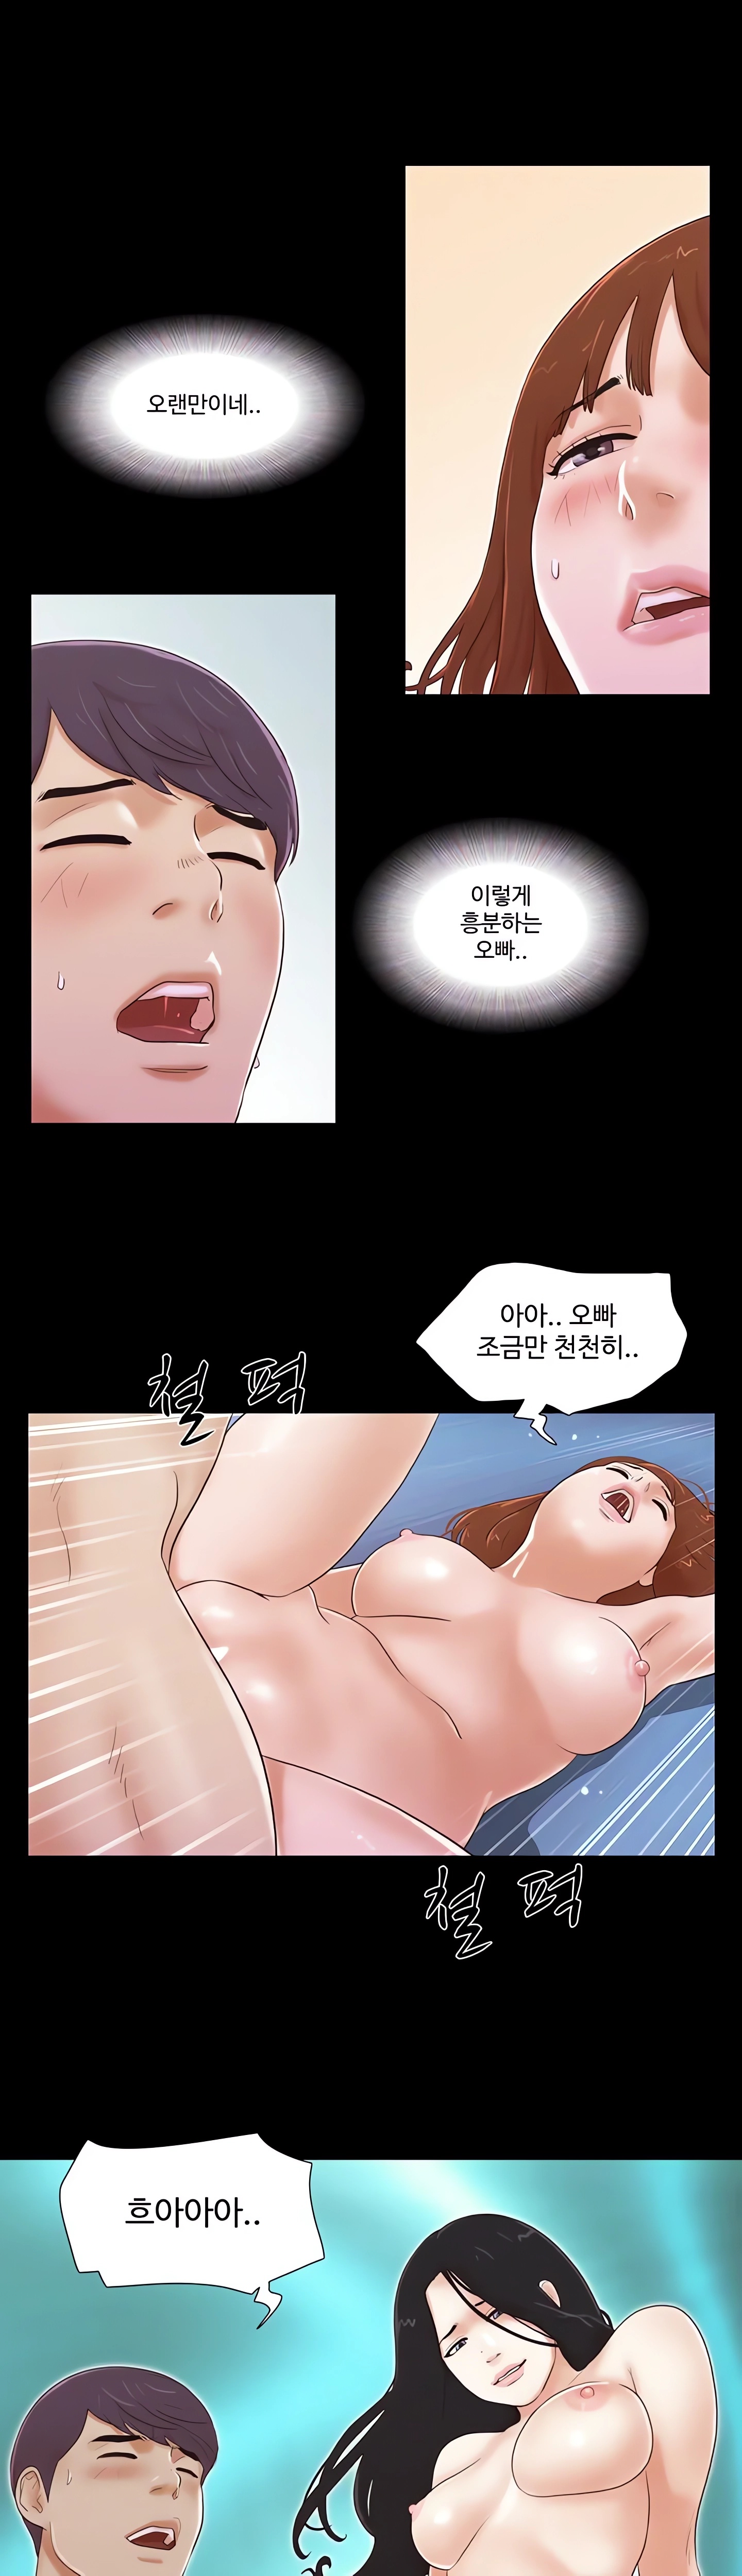 오랜만이네..
이렇게
흥분하는
오빠..
아아.. 오빠
조금만 천천히..
철 퍽
철 퍽
흐아아아..